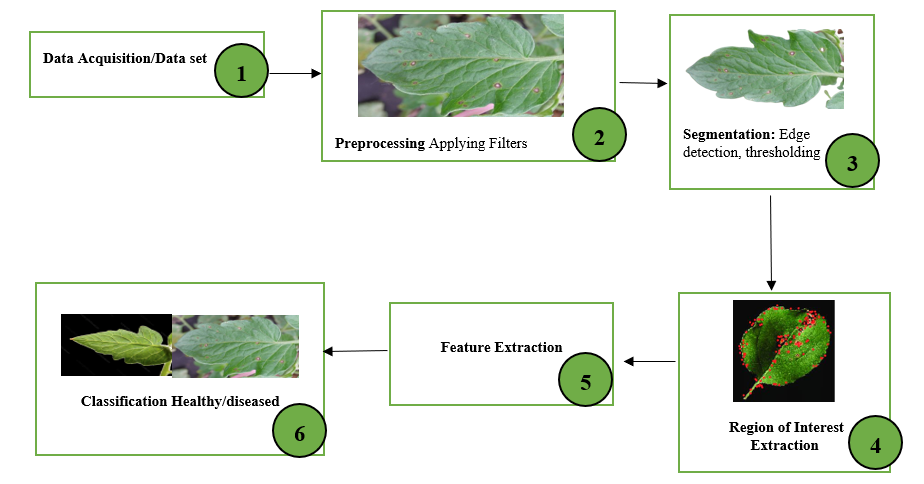 Data Acquisition/Data set
1
Preprocessing Applying Filters
2
Segmentation: Edge
detection, thresholding
3
Region of Interest
Extraction
4
Feature Extraction
5
Classification Healthy/diseased
6